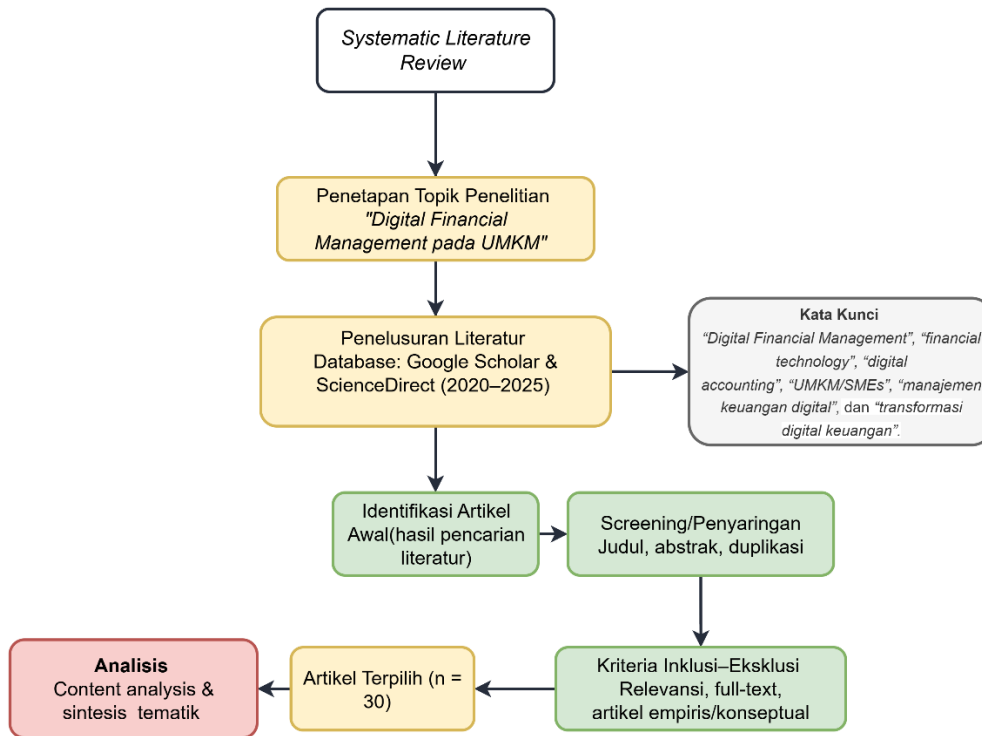 Systematic Literature
Review
Penetapan Topik Penelitian
"Digital Financial
Management pada UMKM"
Penelusuran Literatur
Database: Google Scholar &
ScienceDirect (2020–2025)
Kata Kunci
“Digital Financial Management”, “financial
technology”, “digital
accounting”, “UMKM/SMEs”, “manajemen
keuangan digital”, dan “transformasi
digital keuangan”.
Identifikasi Artikel
Awal(hasil pencarian
literatur)
Screening/Penyaringan
Judul, abstrak, duplikasi
Kriteria Inklusi–Eksklusi
Relevansi, full-text,
artikel empiris/konseptual
Artikel Terpilih (n =
30)
Analisis
Content analysis &
sintesis tematik